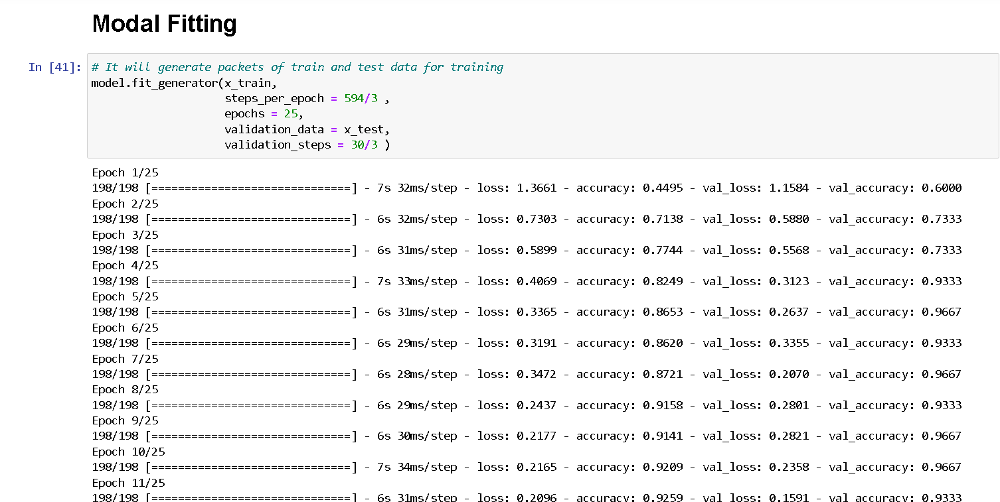 Modal Fitting
In [41]: # It will generate packets of train and test data for training
model.fit_generator(x_train,
steps_per_epoch = 594/3 ,
epochs = 25,
validation_data = x_test,
validation_steps = 30/3 )
Epoch 1/25
198/198 [==============================] - 7s 32ms/step - loss: 1.3661 - accuracy: 0.4495 - val_loss: 1.1584 - val_accuracy: 0.6000
Epoch 2/25
198/198 [==============================] - 6s 32ms/step - loss: 0.7303 - accuracy: 0.7138 - val_loss: 0.5880 - val_accuracy: 0.7333
Epoch 3/25
198/198 [==============================] - 6s 31ms/step - loss: 0.5899 - accuracy: 0.7744 - val_loss: 0.5568 - val_accuracy: 0.7333
Epoch 4/25
198/198 [==============================] - 7s 33ms/step - loss: 0.4069 - accuracy: 0.8249 - val_loss: 0.3123 - val_accuracy: 0.9333
Epoch 5/25
198/198 [==============================] - 6s 31ms/step - loss: 0.3365 - accuracy: 0.8653 - val_loss: 0.2637 - val_accuracy: 0.9667
Epoch 6/25
198/198 [==============================] - 6s 29ms/step - loss: 0.3191 - accuracy: 0.8620 - val_loss: 0.3355 - val_accuracy: 0.9333
Epoch 7/25
198/198 [==============================] - 6s 28ms/step - loss: 0.3472 - accuracy: 0.8721 - val_loss: 0.2070 - val_accuracy: 0.9667
Epoch 8/25
198/198 [==============================] - 6s 29ms/step - loss: 0.2437 - accuracy: 0.9158 - val_loss: 0.2801 - val_accuracy: 0.9333
Epoch 9/25
198/198 [==============================] - 6s 30ms/step - loss: 0.2177 - accuracy: 0.9141 - val_loss: 0.2821 - val_accuracy: 0.9667
Epoch 10/25
198/198 [==============================] - 7s 34ms/step - loss: 0.2165 - accuracy: 0.9209 - val_loss: 0.2358 - val_accuracy: 0.9667
Epoch 11/25
198/198 [==============================] - 6s 31ms/step - loss: 0.2096 - accuracy: 0.9259 - val_loss: 0.1591 - val_accuracy: 0.9333